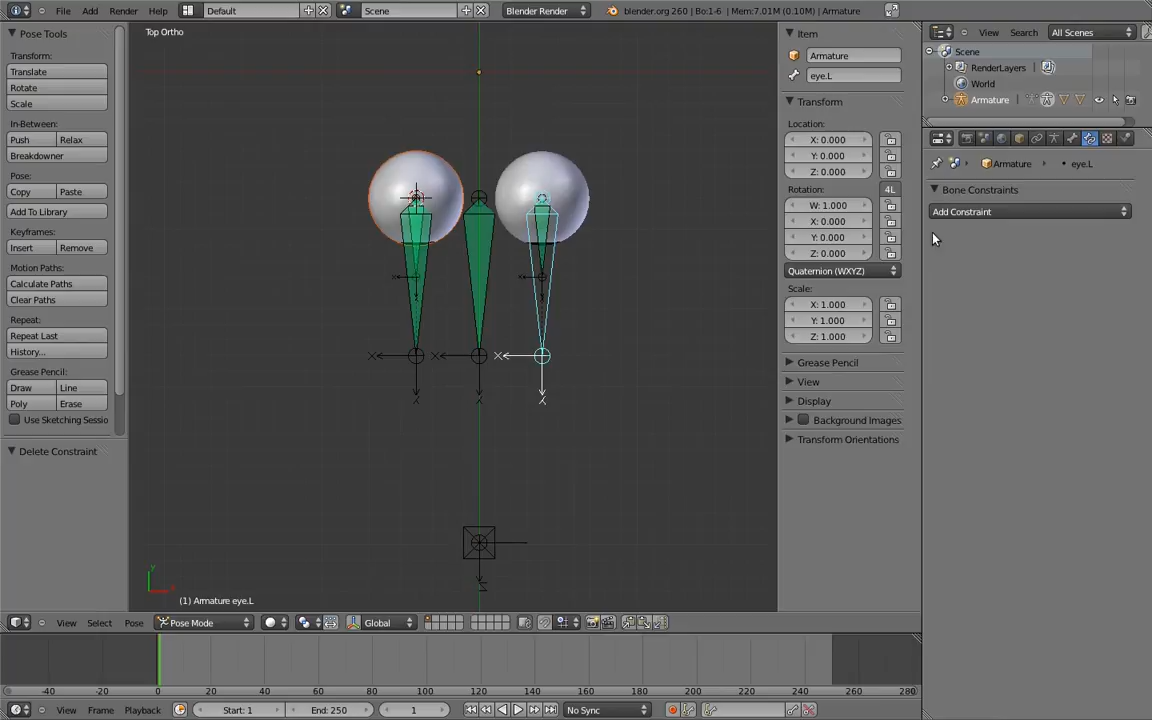 File Add Render Help Default Scene Blender Render blender.org 260 | Bo:1-6 | Mem:7.01M (0.10M) | Armature
Top Ortho
Pose Tools
Transform:
Translate
Rotate
Scale
In-Between:
Push Relax
Breakdowner
Pose:
Copy Paste
Add To Library
Keyframes:
Insert Remove
Motion Paths:
Calculate Paths
Clear Paths
Repeat:
Repeat Last
History...
Grease Pencil:
Draw Line
Poly Erase
Use Sketching Sessio
Delete Constraint
X X X
X X X
Z
y
x
(1) Armature eye.L
Item
Armature
eye.L
Transform
Location:
X: 0.000
Y: 0.000
Z: 0.000
Rotation: 4L
W: 1.000
X: 0.000
Y: 0.000
Z: 0.000
Quaternion (WXYZ)
Scale:
X: 1.000
Y: 1.000
Z: 1.000
Grease Pencil
View
Display
Background Images
Transform Orientations
View Search All Scenes
Scene
RenderLayers
World
Armature
Armature eye.L
Bone Constraints
Add Constraint
View Select Pose Pose Mode Global
-40 -20 0 20 40 60 80 100 120 140 160 180 200 220 240 260 280
View Frame Playback Start: 1 End: 250 1 No Sync